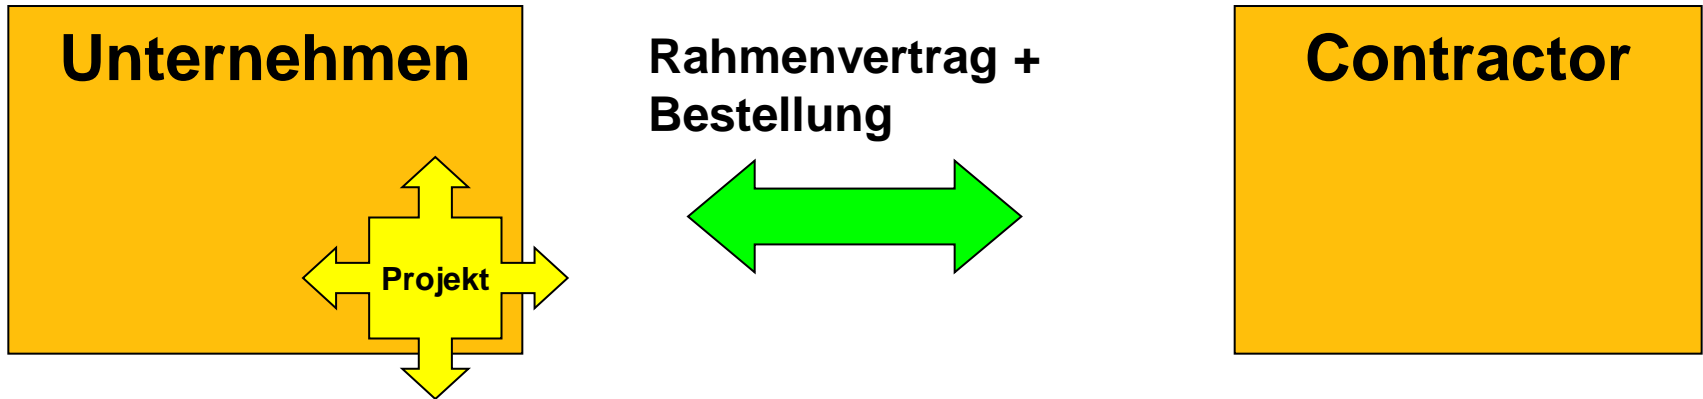 Unternehmen
Rahmenvertrag +
Bestellung
Contractor
Projekt